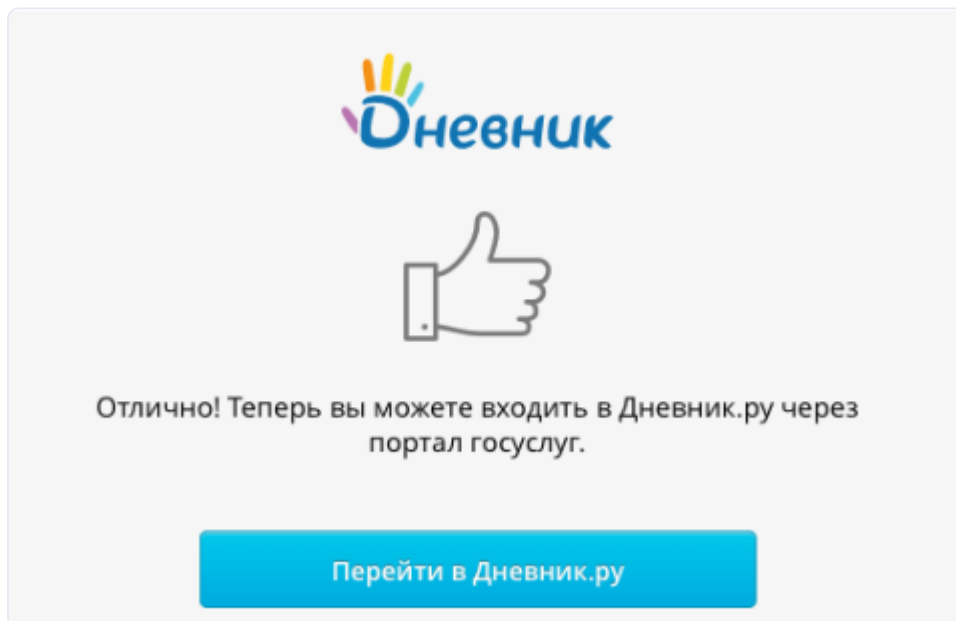 Дневник
Отлично! Теперь вы можете входить в Дневник.ру через
портал госуслуг.
Перейти в Дневник.ру